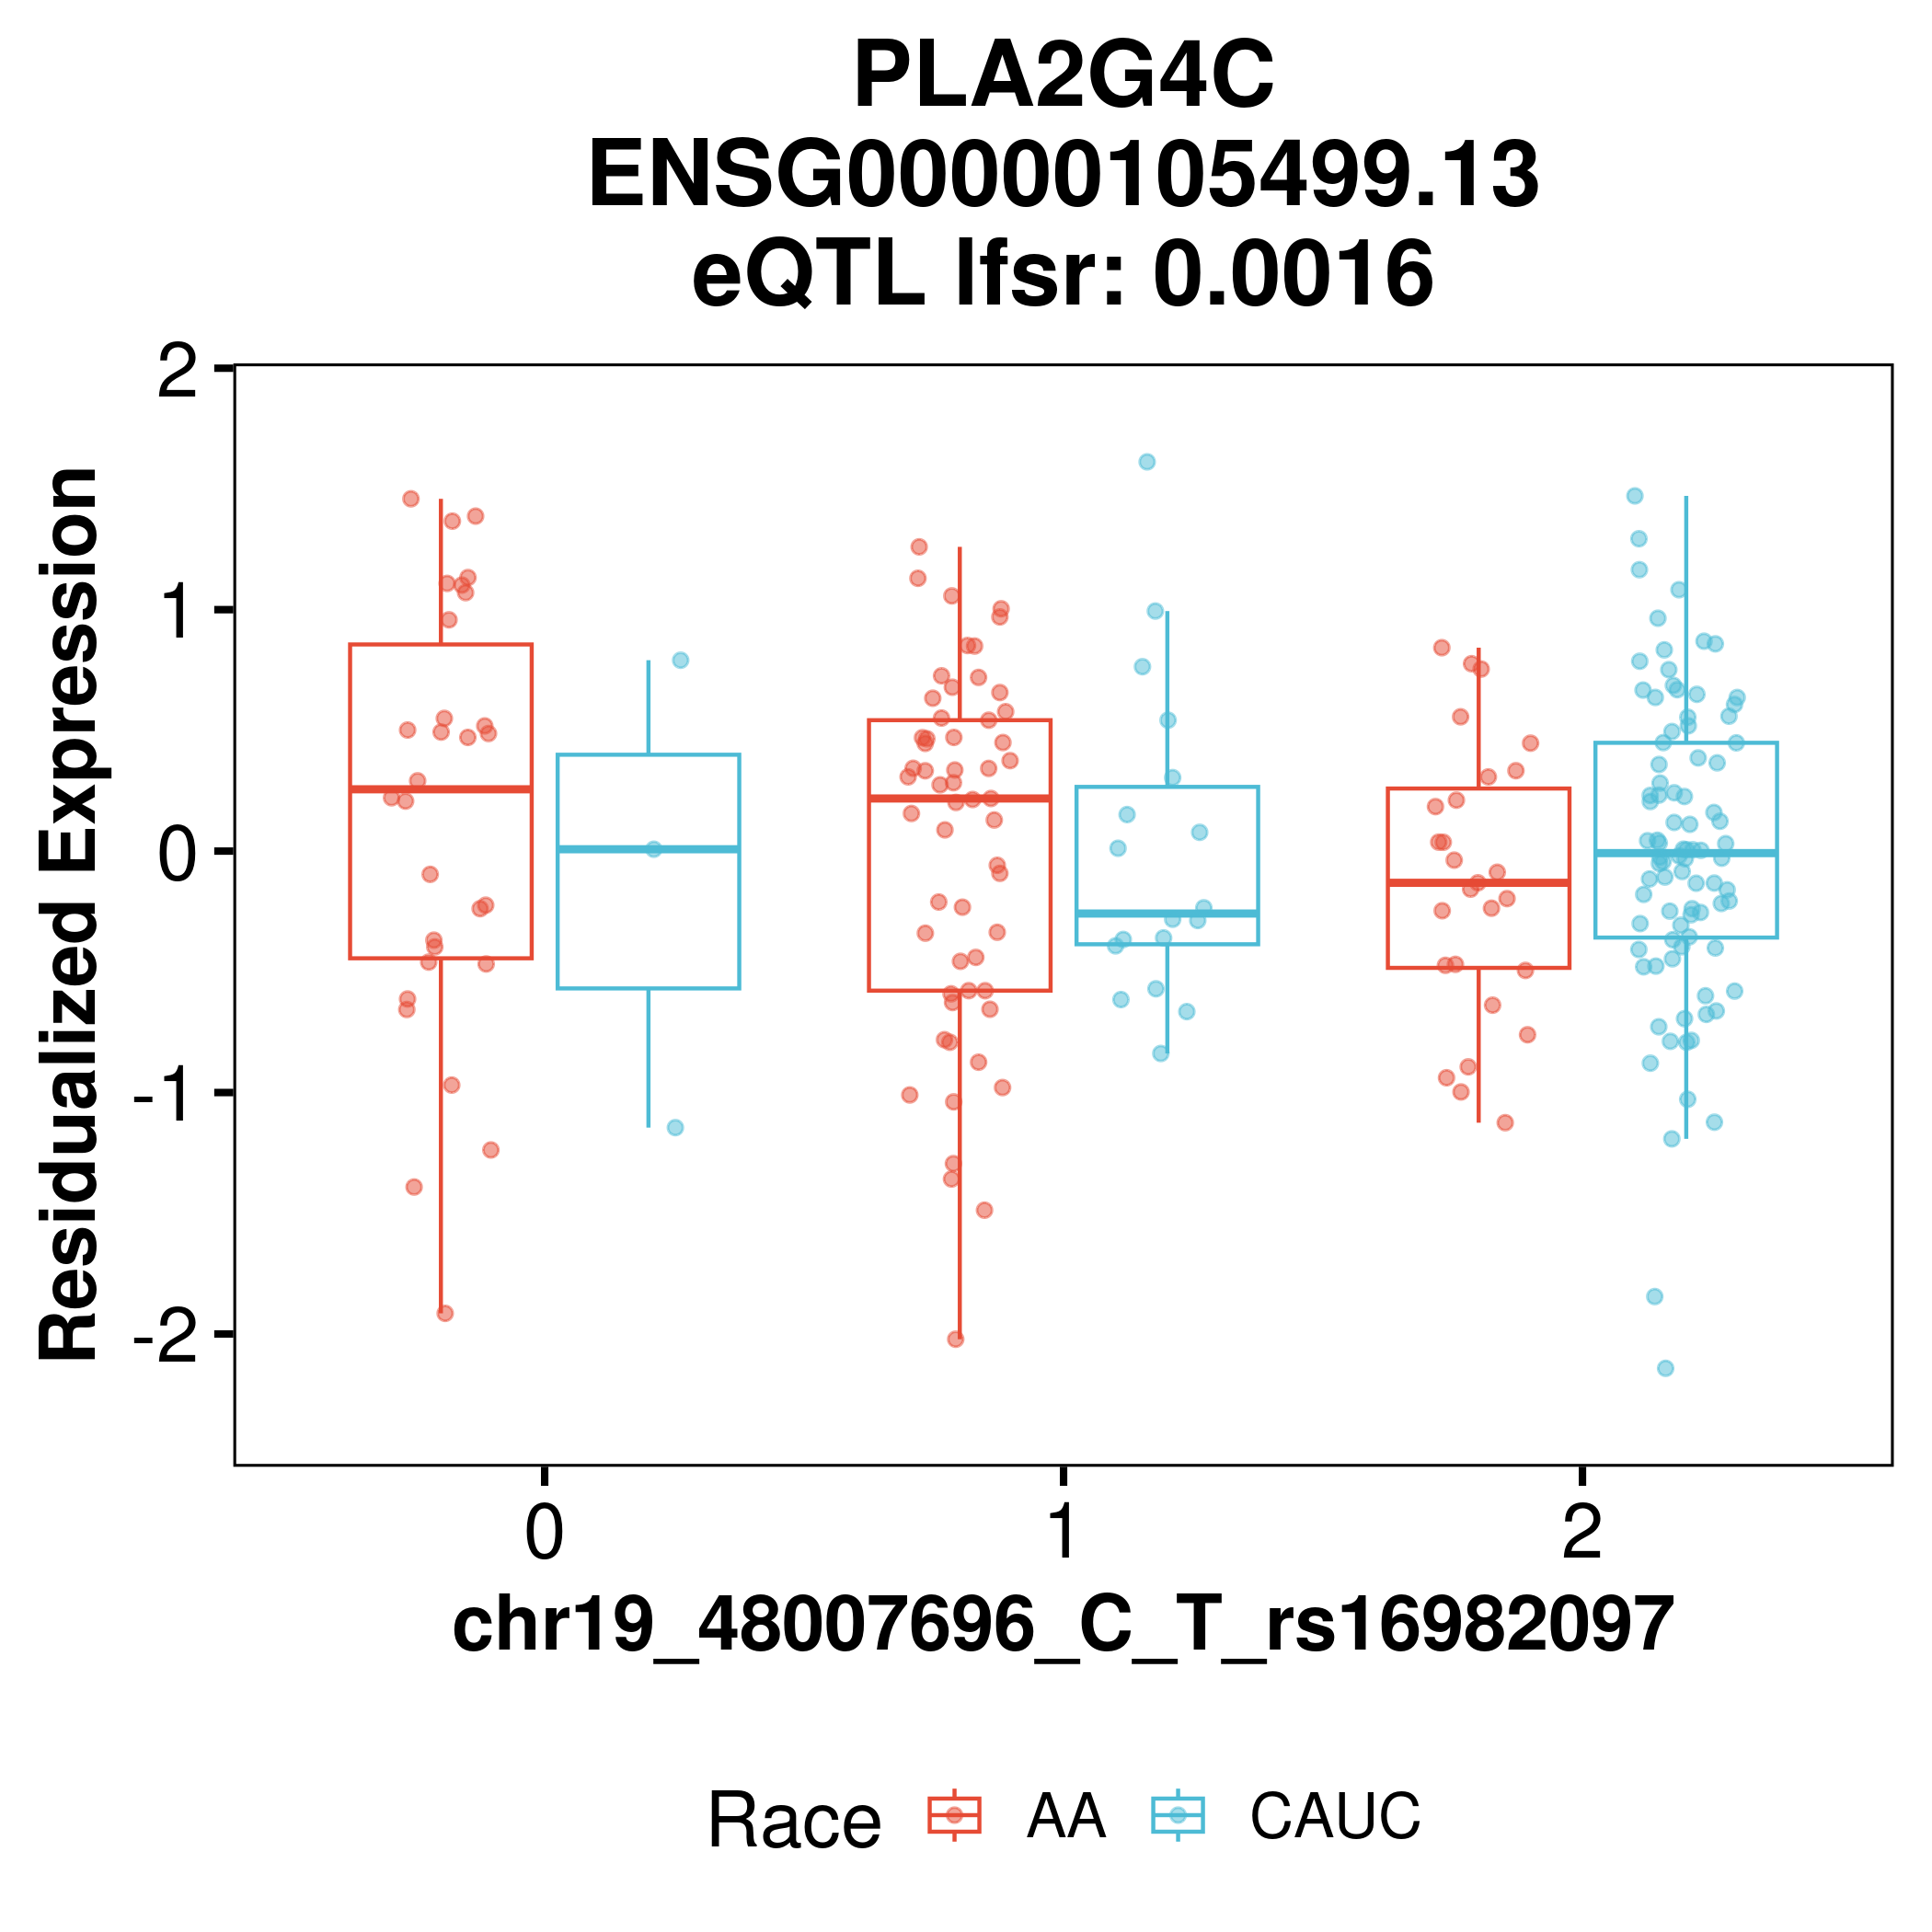 PLA2G4C
ENSG00000105499.13
eQTL lfsr: 0.0016
Residualized Expression
2
1
0
-1
-2
0 1 2
chr19_48007696_C_T_rs16982097
Race AA CAUC